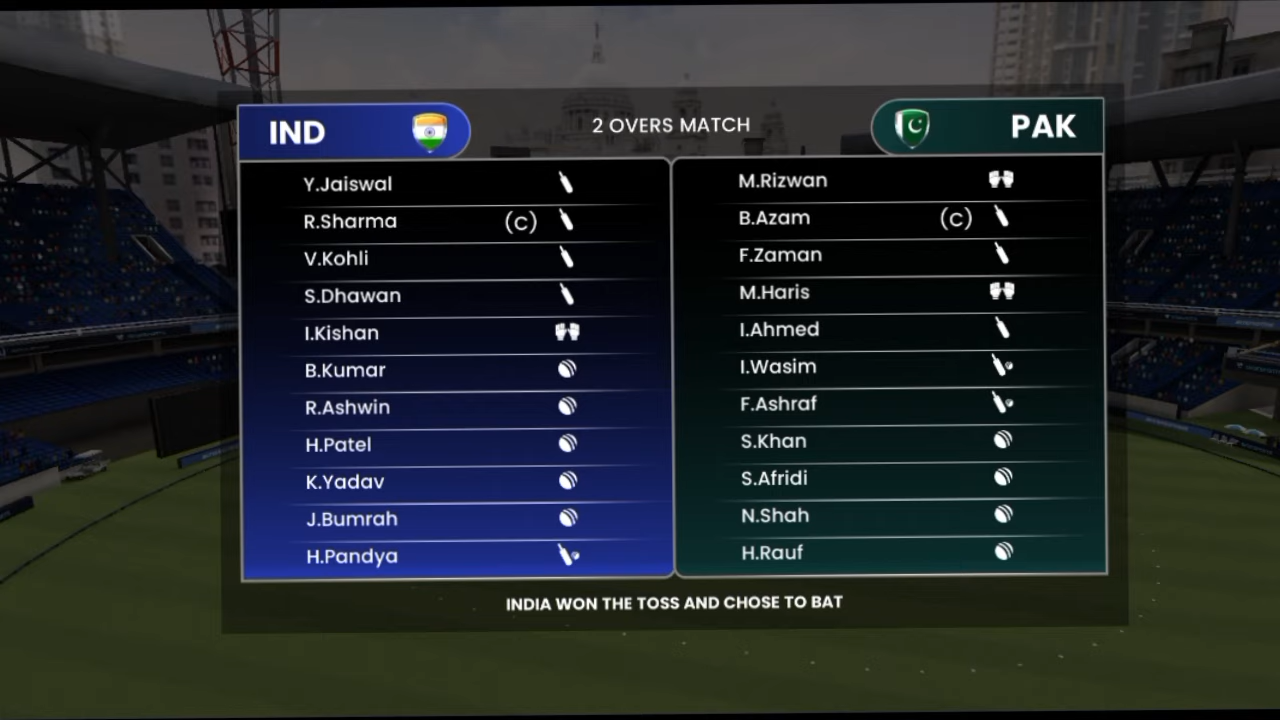 IND
2 OVERS MATCH
PAK
Y.Jaiswal
R.Sharma (C)
V.Kohli
S.Dhawan
I.Kishan
B.Kumar
R.Ashwin
H.Patel
K.Yadav
J.Bumrah
H.Pandya
M.Rizwan
B.Azam (C)
F.Zaman
M.Haris
I.Ahmed
I.Wasim
F.Ashraf
S.Khan
S.Afridi
N.Shah
H.Rauf
INDIA WON THE TOSS AND CHOSE TO BAT